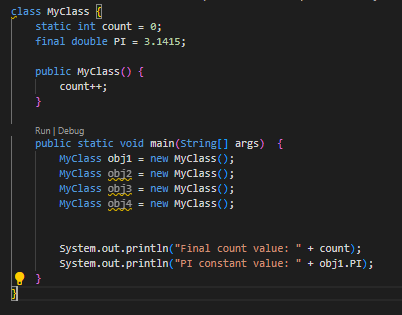 class MyClass {
    static int count = 0;
    final double PI = 3.1415;
    public MyClass() {
        count++;
    }
Run | Debug
    public static void main(String[] args)  {
        MyClass obj1 = new MyClass();
        MyClass obj2 = new MyClass();
        MyClass obj3 = new MyClass();
        MyClass obj4 = new MyClass();
        System.out.println("Final count value: " + count);
        System.out.println("PI constant value: " + obj1.PI);
    }
}